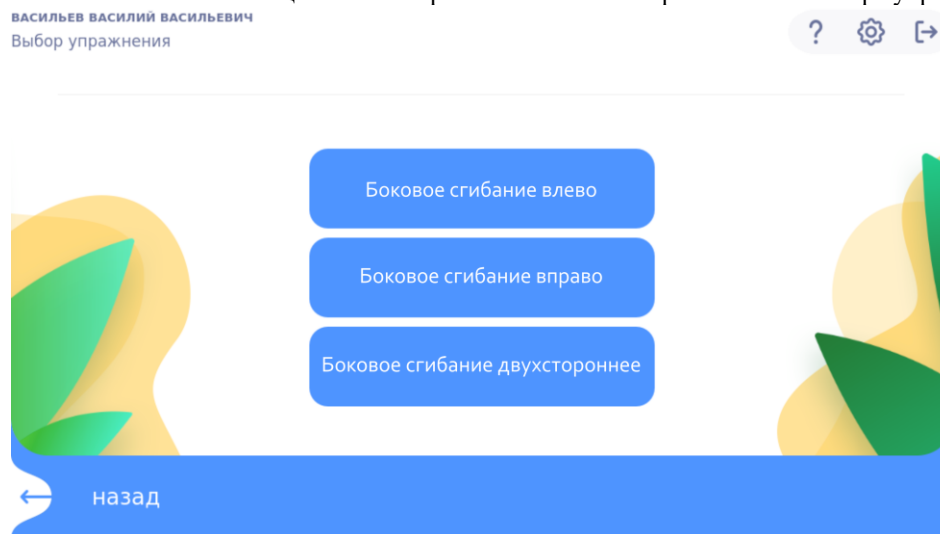 ВАСИЛЬЕВ ВАСИЛИЙ ВАСИЛЬЕВИЧ
Выбор упражнения
?
Боковое сгибание влево
Боковое сгибание вправо
Боковое сгибание двухстороннее
назад